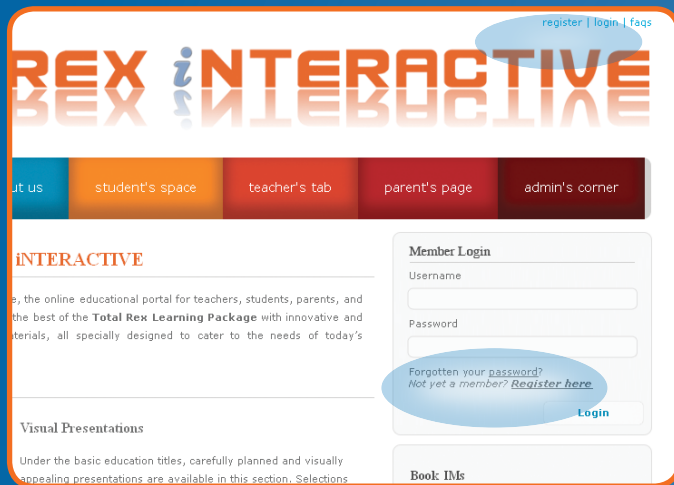 register | login | faqs
REX iNTERACTIVE
ut us
student's space
teacher's tab
parent's page
admin's corner
iNTERACTIVE
e, the online educational portal for teachers, students, parents, and
the best of the Total Rex Learning Package with innovative and
aterials, all specially designed to cater to the needs of today's
Visual Presentations
Under the basic education titles, carefully planned and visually
appealing presentations are available in this section. Selections
Member Login
Username
Password
Forgotten your password?
Not yet a member? Register here
Login
Book IMs